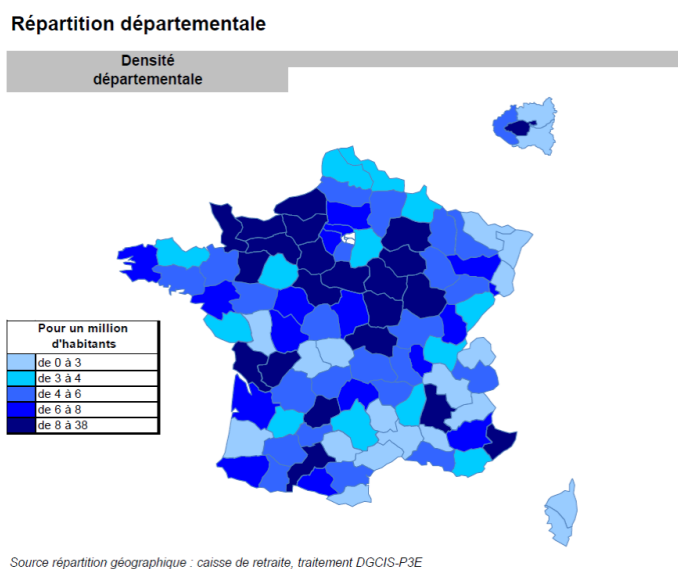 Répartition départementale
Densité
départementale
Pour un million
d'habitants
de 0 à 3
de 3 à 4
de 4 à 6
de 6 à 8
de 8 à 38
Source répartition géographique : caisse de retraite, traitement DGCIS-P3E